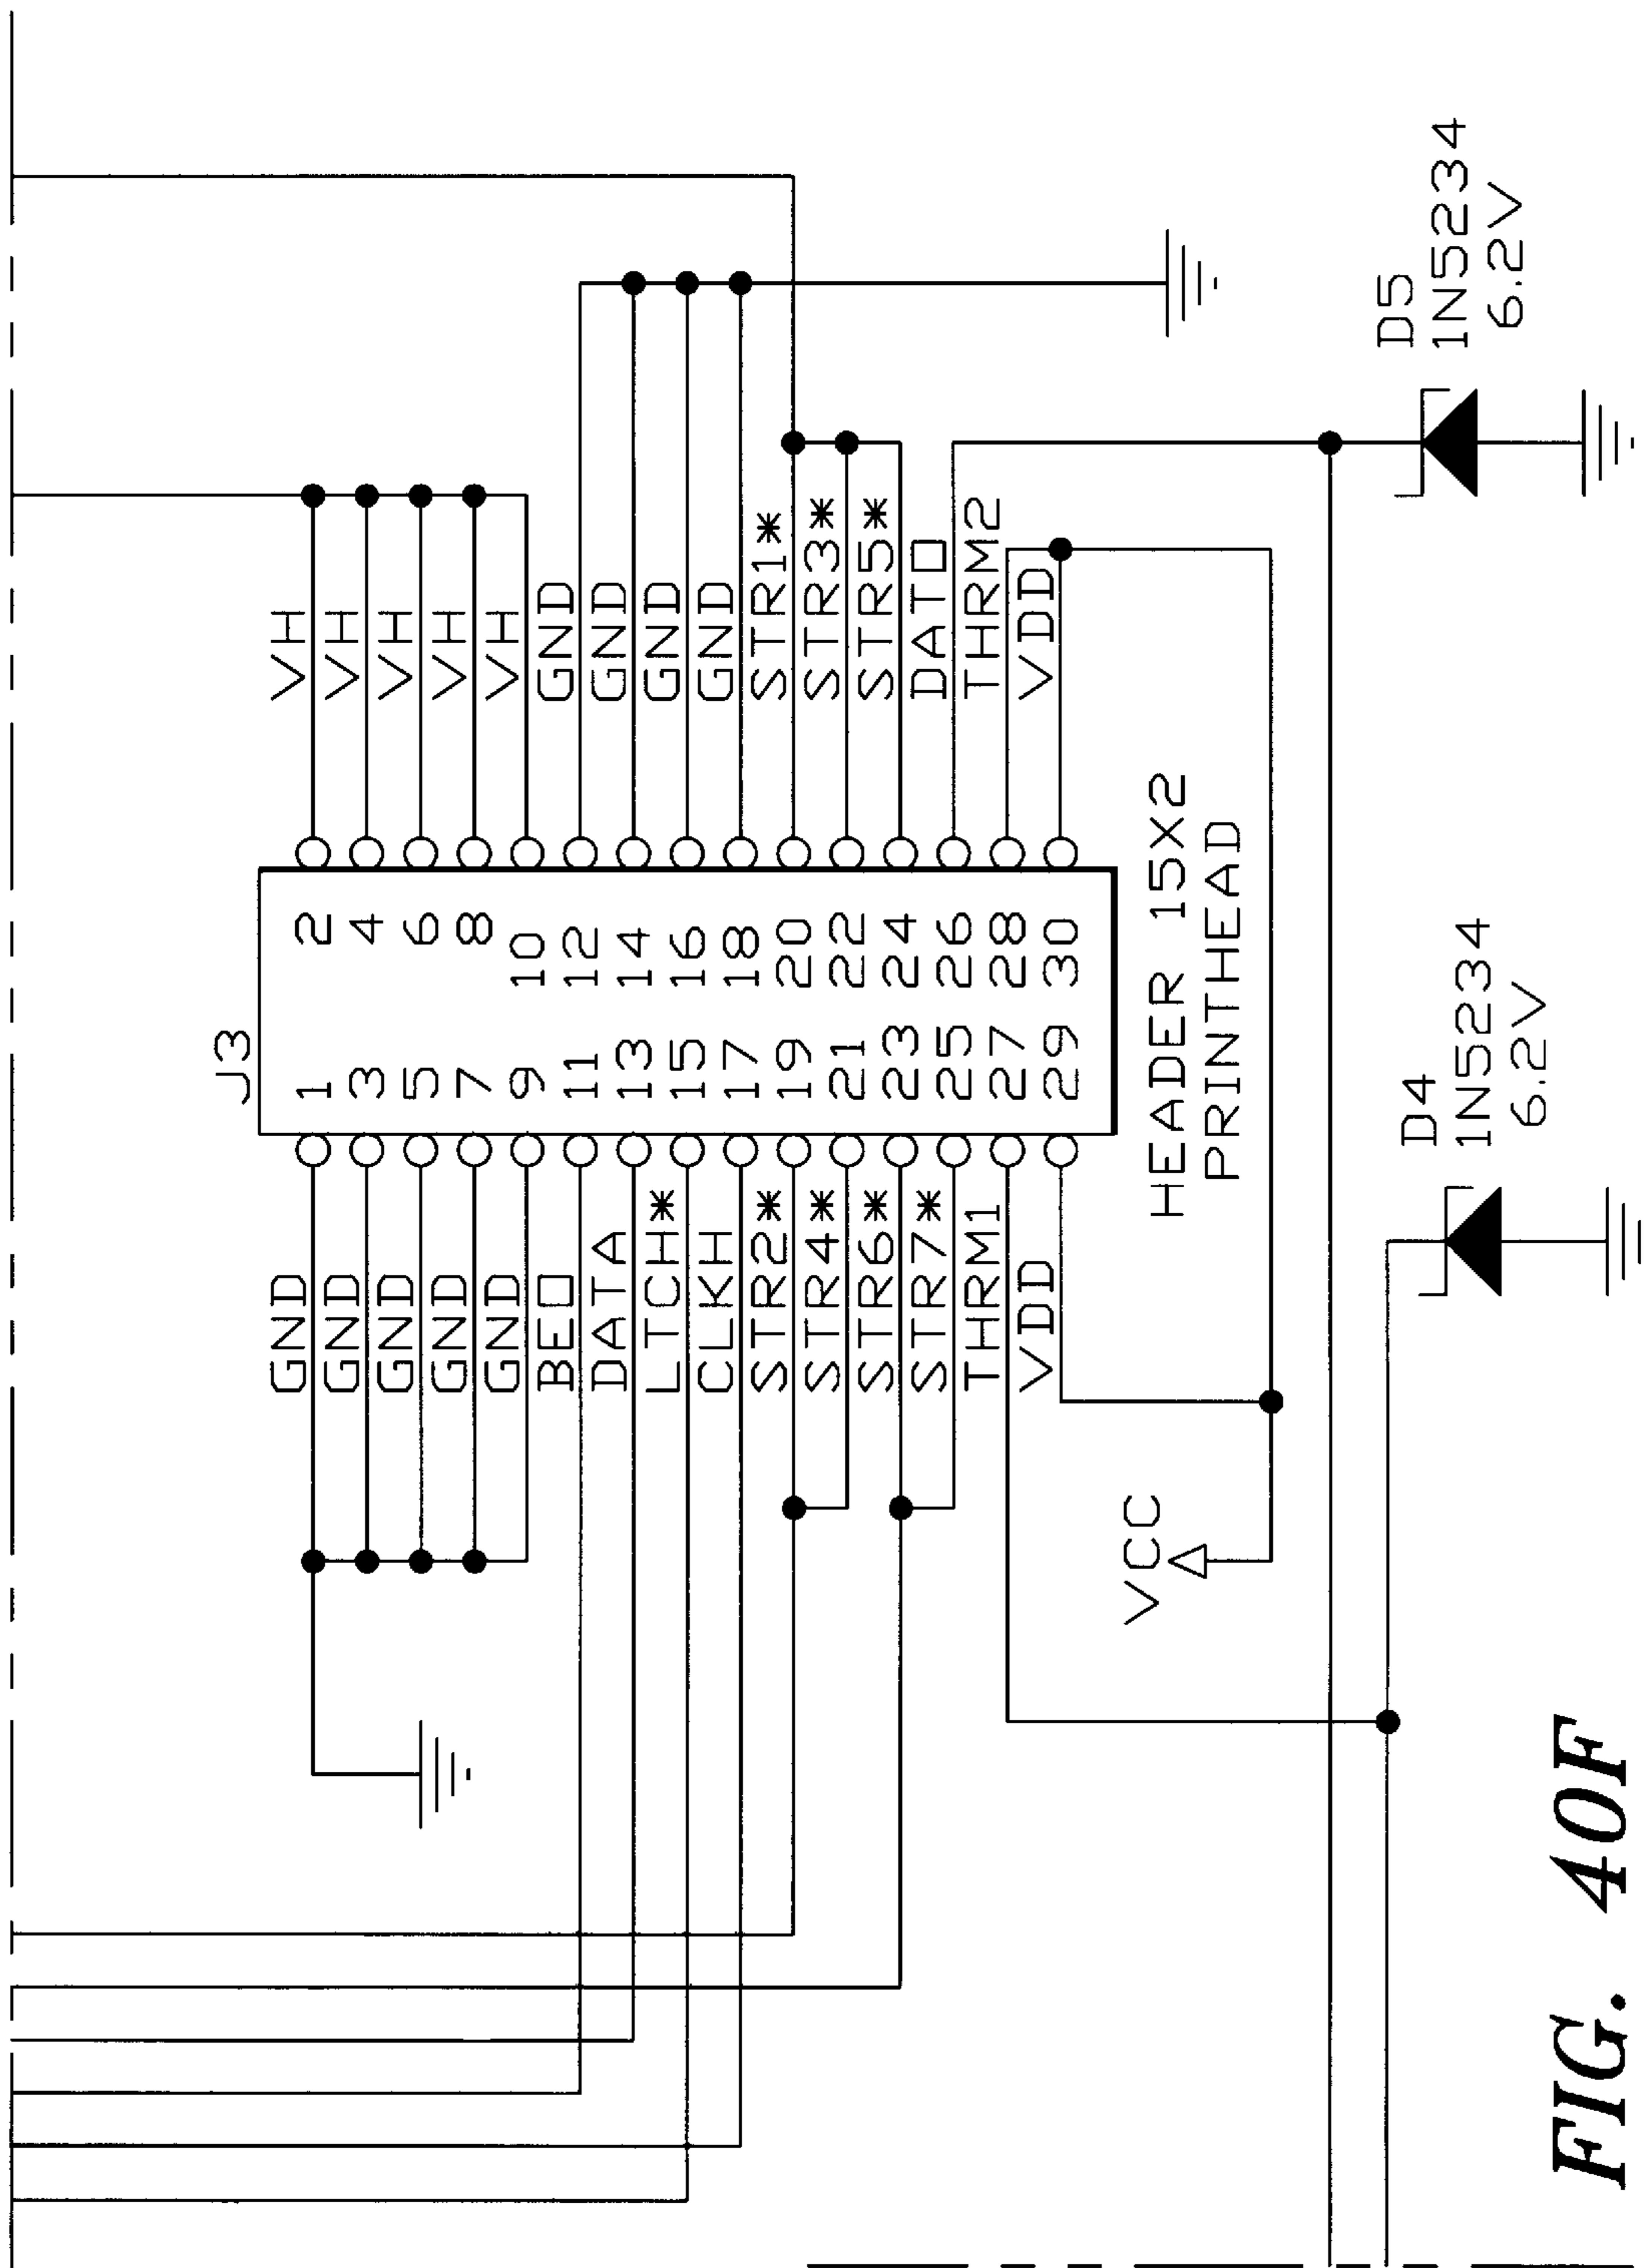 J3
GND 1 2 VH
GND 3 4 VH
GND 5 6 VH
GND 7 8 VH
GND 9 10 VH
BEO 11 12 GND
DATA 13 14 GND
LTCH* 15 16 GND
CLKH 17 18 GND
STR2* 19 20 STR1*
STR4* 21 22 STR3*
STR6* 23 24 STR5*
STR7* 25 26 DATO
THRM1 27 28 THRM2
VDD 29 30 VDD
HEADER 15X2
PRINTHEAD
VCC
D5
1N5234
6.2V
D4
1N5234
6.2V
FIG. 40F